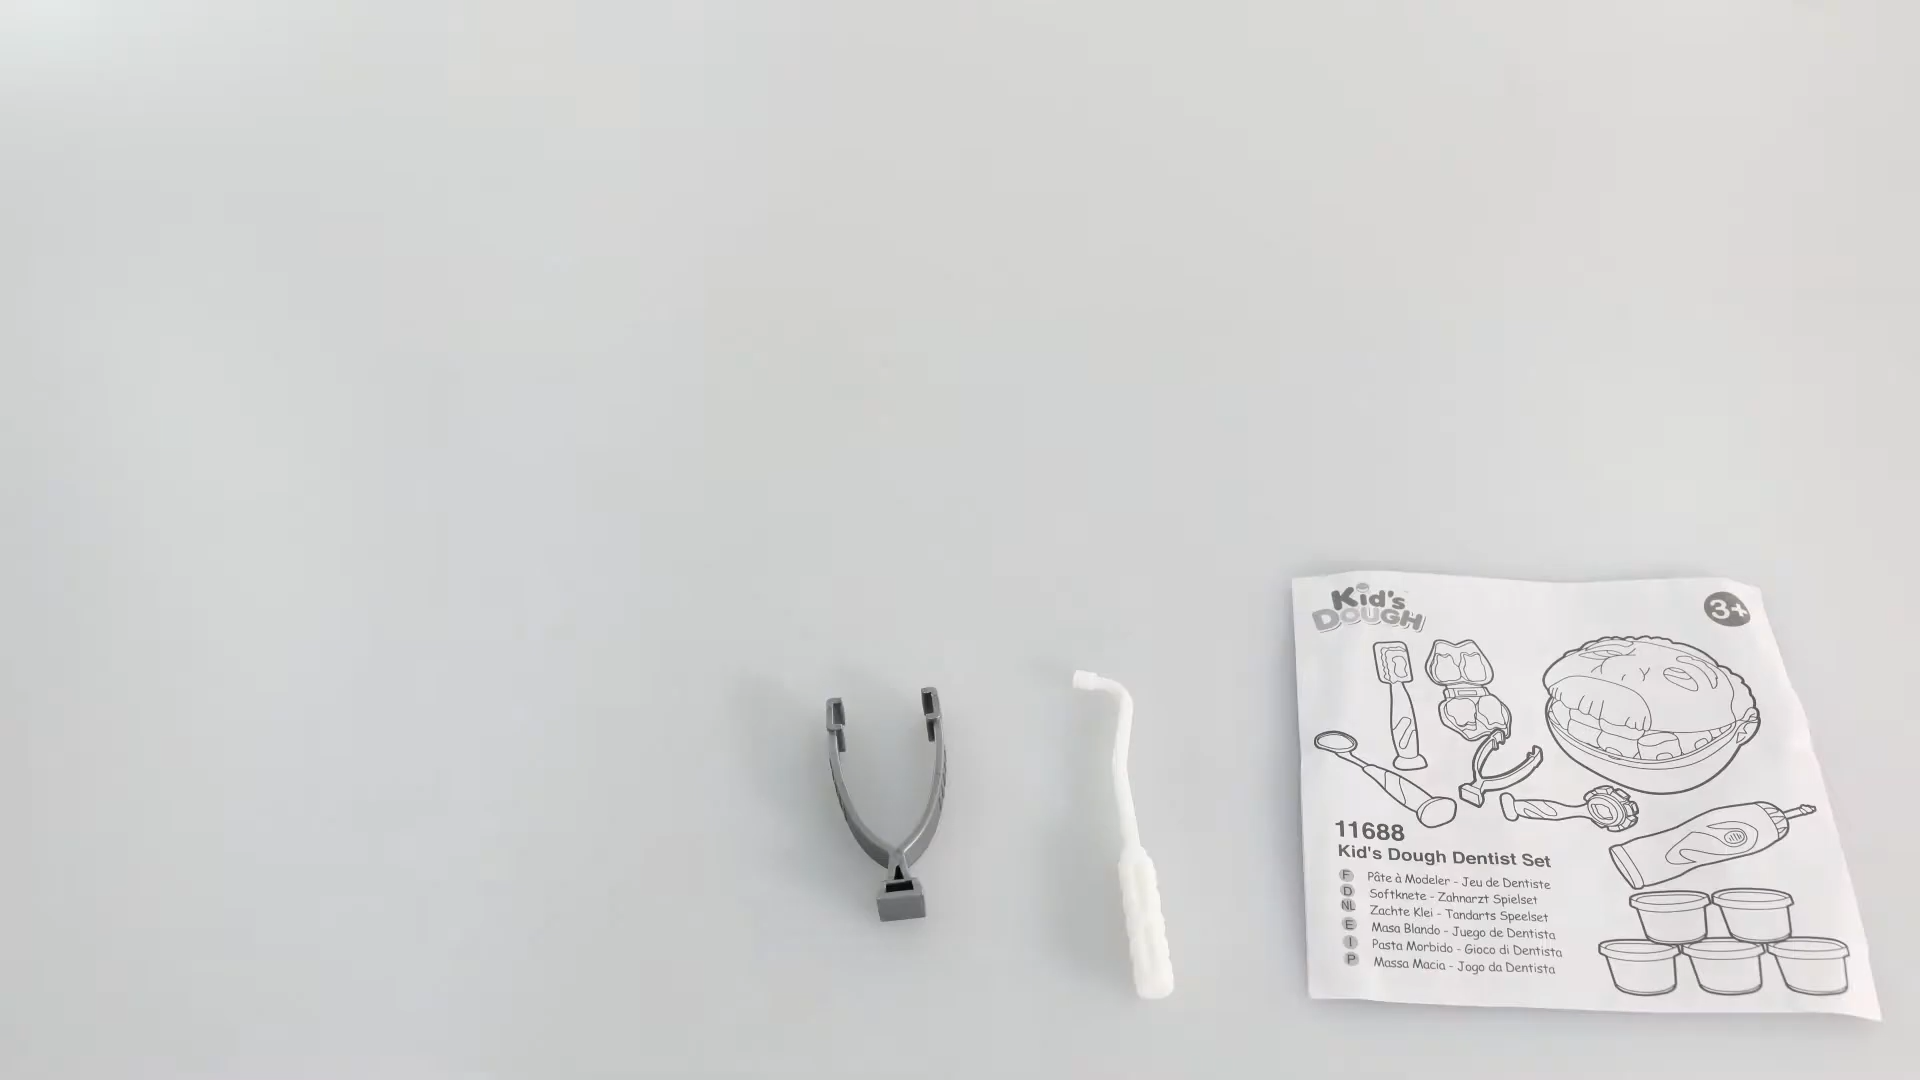 Kid's
DOUGH
3+
11688
Kid's Dough Dentist Set
F Pâte à Modeler - Jeu de Dentiste
D Softknete - Zahnarzt Spielset
NL Zachte Klei - Tandarts Speelset
E Masa Blando - Juego de Dentista
I Pasta Morbido - Gioco di Dentista
P Massa Macia - Jogo da Dentista